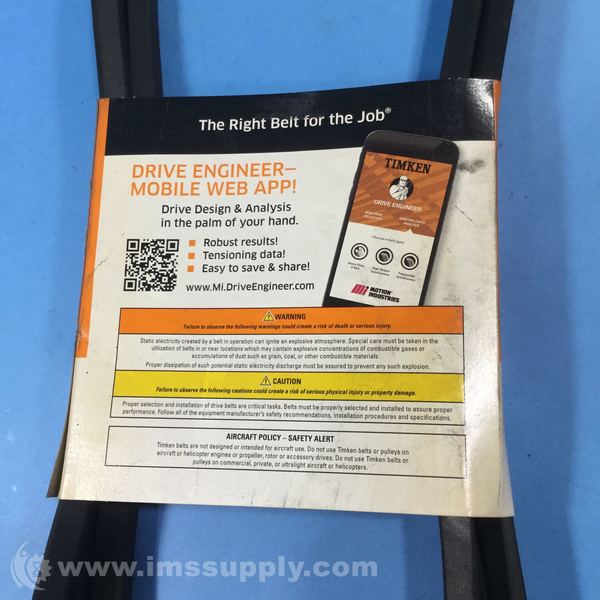 The Right Belt for the Job®
DRIVE ENGINEER–
MOBILE WEB APP!
Drive Design & Analysis
in the palm of your hand.
Robust results!
Tensioning data!
Easy to save & share!
www.Mi.DriveEngineer.com
TIMKEN
DRIVE ENGINEER
Choose a belt type:
Mi MOTION
INDUSTRIES
WARNING
Failure to observe the following warnings could create a risk of death or serious injury.
Static electricity created by a belt in operation can ignite an explosive atmosphere. Special care must be taken in the
utilization of belts in or near locations which may contain explosive concentrations of combustible gases or
accumulations of dust such as grain, coal, or other combustible materials.
Proper dissipation of such potential static electricity discharge must be assured to prevent any such explosion.
CAUTION
Failure to observe the following cautions could create a risk of serious physical injury or property damage.
Proper selection and installation of drive belts are critical tasks. Belts must be properly selected and installed to assure proper
performance. Follow all of the equipment manufacturer's safety recommendations, installation procedures and specifications.
AIRCRAFT POLICY – SAFETY ALERT
Timken belts are not designed or intended for aircraft use. Do not use Timken belts or pulleys on
aircraft or helicopter engines or propeller, rotor or accessory drives. Do not use Timken belts or
pulleys on commercial, private, or ultralight aircraft or helicopters.
www.imssupply.com